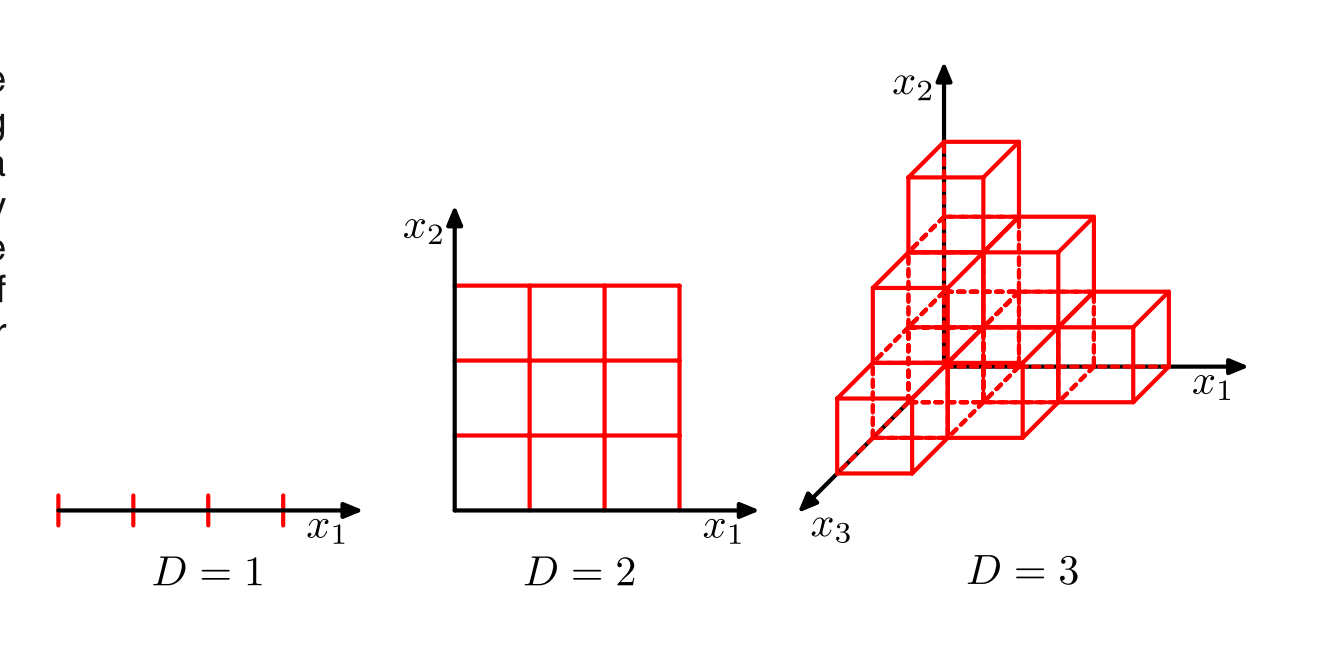 x₂
x₂
x₁
x₁
x₁
x₃
D = 1
D = 2
D = 3